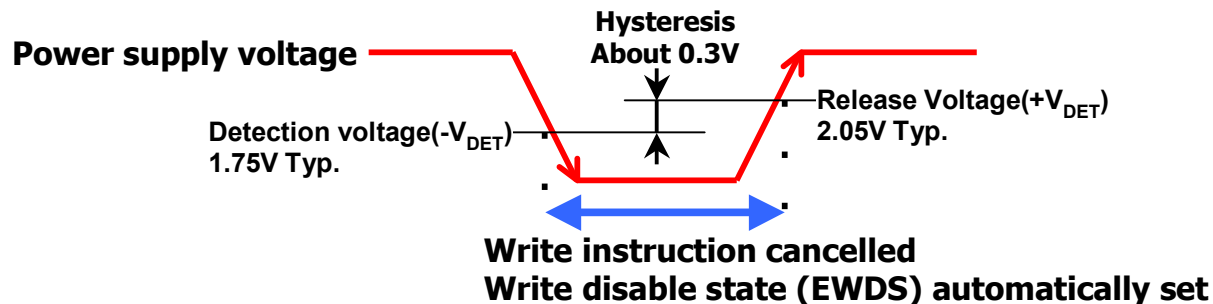 Hysteresis
About 0.3V
Power supply voltage
Release Voltage(+VDET)
2.05V Typ.
Detection voltage(-VDET)
1.75V Typ.
Write instruction cancelled
Write disable state (EWDS) automatically set